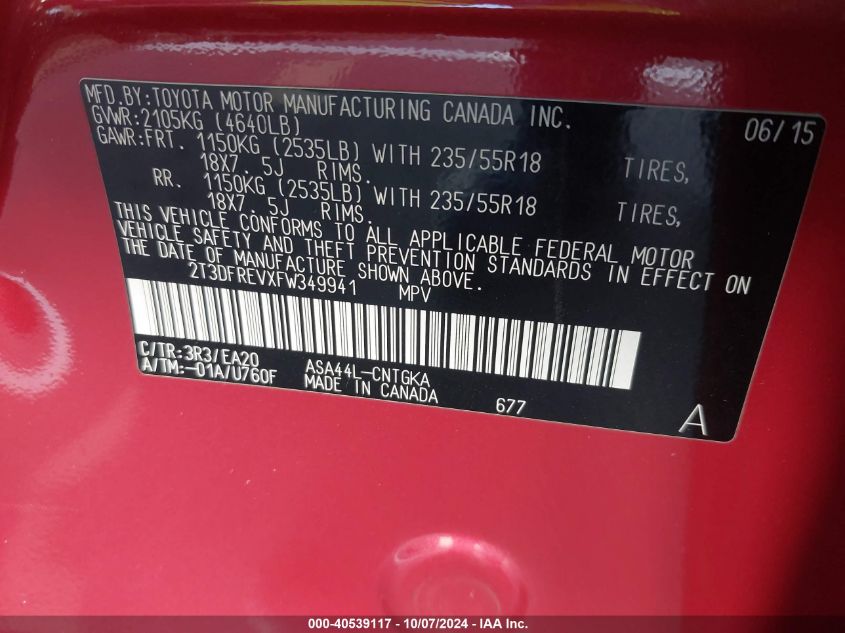 MFD.BY:TOYOTA MOTOR MANUFACTURING CANADA INC. 06/15
GVWR:2105KG (4640LB)
GAWR:FRT. 1150KG (2535LB) WITH 235/55R18 TIRES,
18X7.5J RIMS.
RR. 1150KG (2535LB) WITH 235/55R18 TIRES,
18X7.5J RIMS.
THIS VEHICLE CONFORMS TO ALL APPLICABLE FEDERAL MOTOR
VEHICLE SAFETY AND THEFT PREVENTION STANDARDS IN EFFECT ON
THE DATE OF MANUFACTURE SHOWN ABOVE.
2T3DFREVXFW349941 MPV
C/TR:3R3/EA20 ASA44L-CNTGKA
A/TM:-01A/U760F MADE IN CANADA
677 A
000-40539117 - 10/07/2024 - IAA Inc.